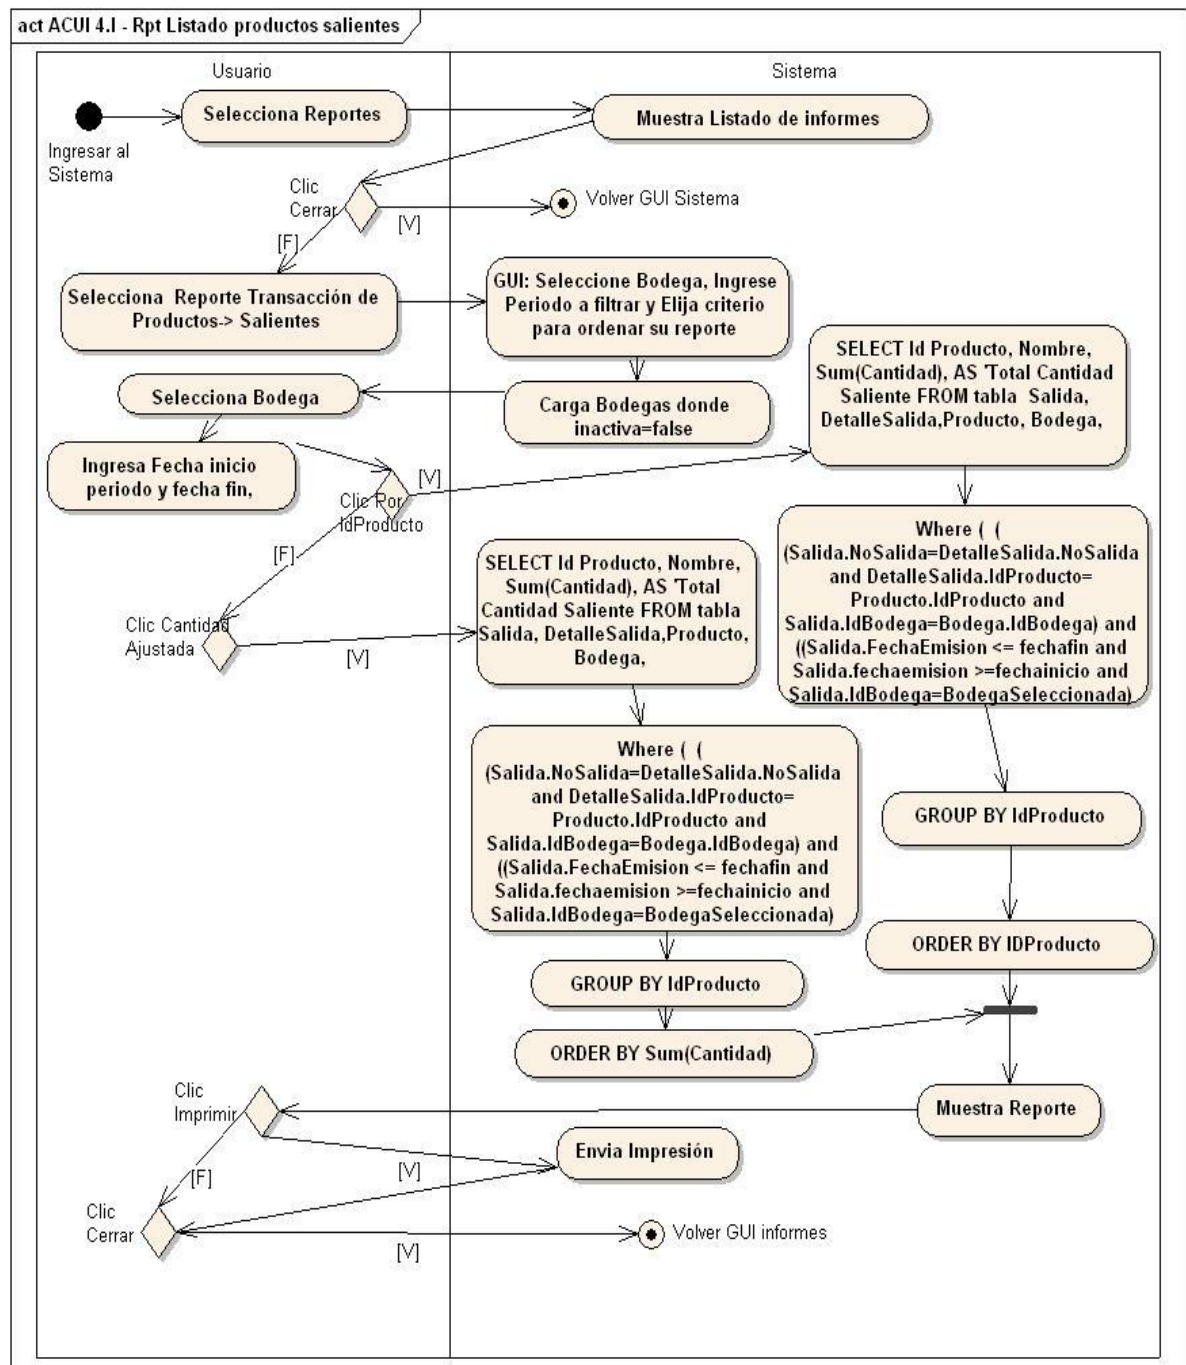 act ACUI 4.I - Rpt Listado productos salientes
Usuario
Sistema
Selecciona Reportes
Muestra Listado de informes
Ingresar al
Sistema
Clic
Cerrar
Volver GUI Sistema
[V]
[F]
Selecciona Reporte Transacción de
Productos-> Salientes
GUI: Seleccione Bodega, Ingrese
Periodo a filtrar y Elija criterio
para ordenar su reporte
SELECT Id Producto, Nombre,
Sum(Cantidad), AS 'Total Cantidad
Saliente FROM tabla Salida,
DetalleSalida,Producto, Bodega,
Selecciona Bodega
Carga Bodegas donde
inactiva=false
Ingresa Fecha inicio
periodo y fecha fin,
[V]
Clic Por
IdProducto
[F]
Where ( (
(Salida.NoSalida=DetalleSalida.NoSalida
and DetalleSalida.IdProducto=
Producto.IdProducto and
Salida.IdBodega=Bodega.IdBodega) and
((Salida.FechaEmision <= fechafin and
Salida.fechaemision >=fechainicio and
Salida.IdBodega=BodegaSeleccionada)
SELECT Id Producto, Nombre,
Sum(Cantidad), AS 'Total
Cantidad Saliente FROM tabla
Salida, DetalleSalida,Producto,
Bodega,
Clic Cantidad
Ajustada
[V]
Where ( (
(Salida.NoSalida=DetalleSalida.NoSalida
and DetalleSalida.IdProducto=
Producto.IdProducto and
Salida.IdBodega=Bodega.IdBodega) and
((Salida.FechaEmision <= fechafin and
Salida.fechaemision >=fechainicio and
Salida.IdBodega=BodegaSeleccionada)
GROUP BY IdProducto
ORDER BY IDProducto
GROUP BY IdProducto
ORDER BY Sum(Cantidad)
Clic
Imprimir
Muestra Reporte
Envia Impresión
[V]
[F]
Clic
Cerrar
Volver GUI informes
[V]